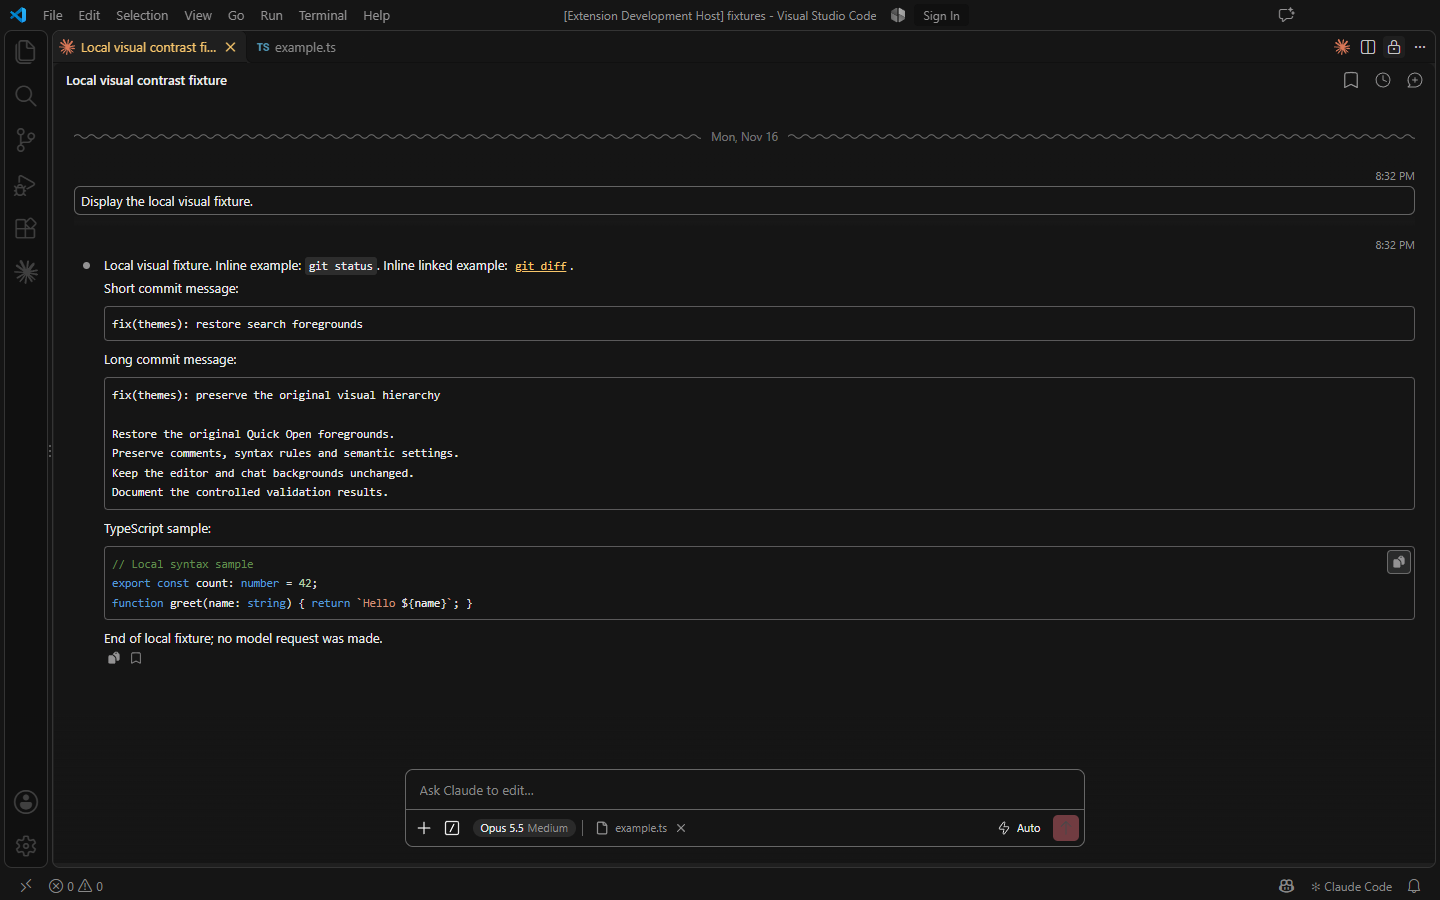 File Edit Selection View Go Run Terminal Help
[Extension Development Host] fixtures - Visual Studio Code
Sign In
Local visual contrast fi...
TS example.ts
Local visual contrast fixture
Mon, Nov 16
8:32 PM
Display the local visual fixture.
8:32 PM
Local visual fixture. Inline example: git status. Inline linked example: git diff.
Short commit message:
fix(themes): restore search foregrounds
Long commit message:
fix(themes): preserve the original visual hierarchy
Restore the original Quick Open foregrounds.
Preserve comments, syntax rules and semantic settings.
Keep the editor and chat backgrounds unchanged.
Document the controlled validation results.
TypeScript sample:
// Local syntax sample
export const count: number = 42;
function greet(name: string) { return `Hello ${name}`; }
End of local fixture; no model request was made.
Ask Claude to edit...
Opus 5.5 Medium
example.ts
Auto
0 0
Claude Code